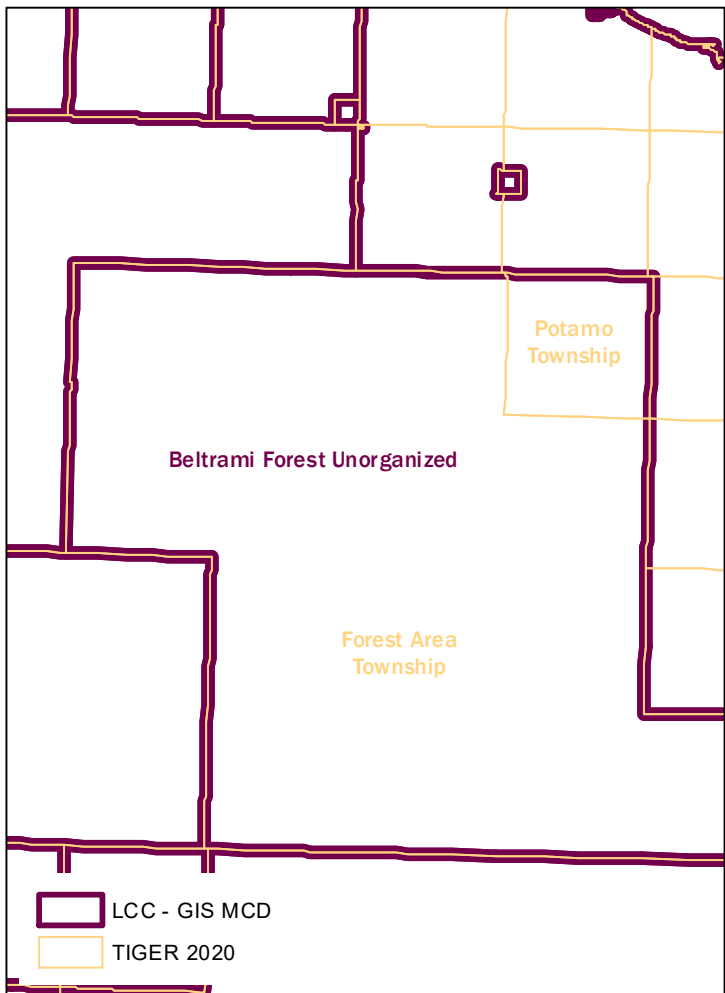 Potamo
Township
Beltrami Forest Unorganized
Forest Area
Township
LCC - GIS MCD
TIGER 2020